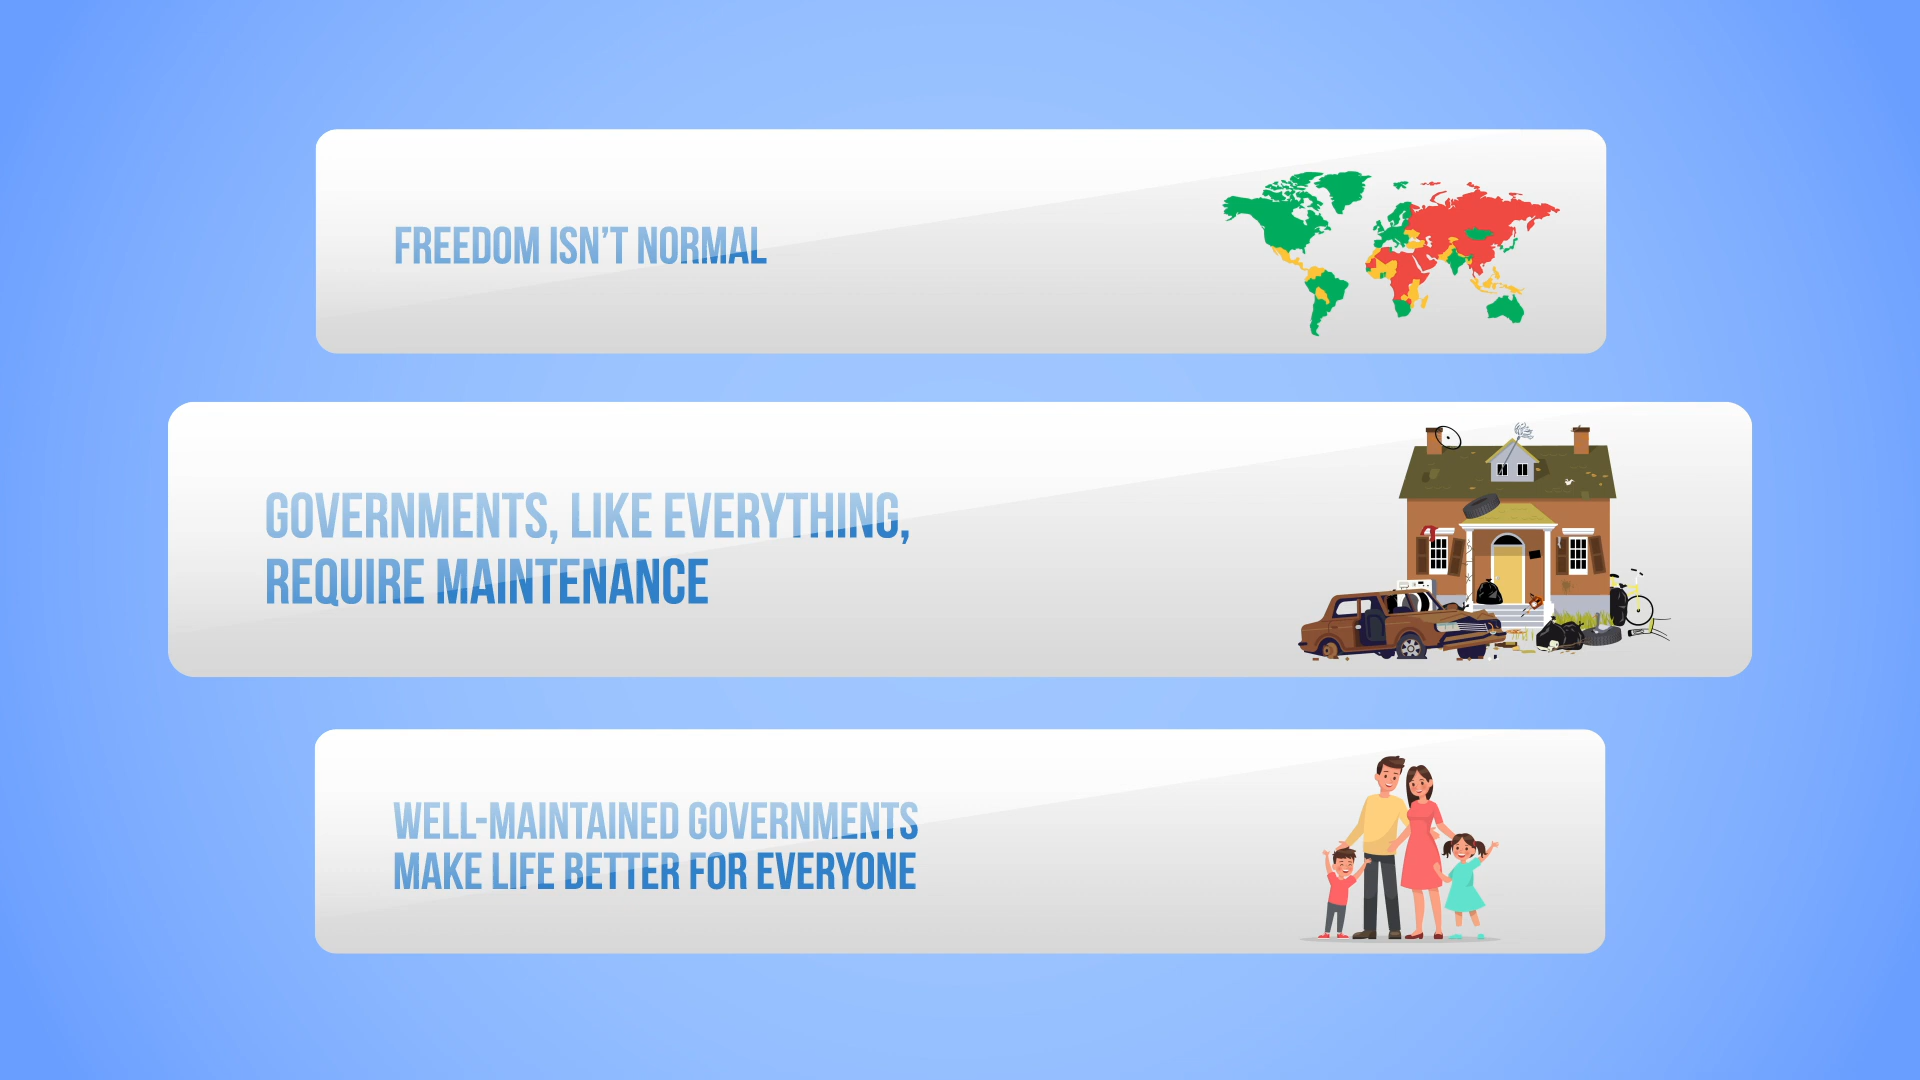 FREEDOM ISN’T NORMAL
GOVERNMENTS, LIKE EVERYTHING,
REQUIRE MAINTENANCE
WELL-MAINTAINED GOVERNMENTS
MAKE LIFE BETTER FOR EVERYONE